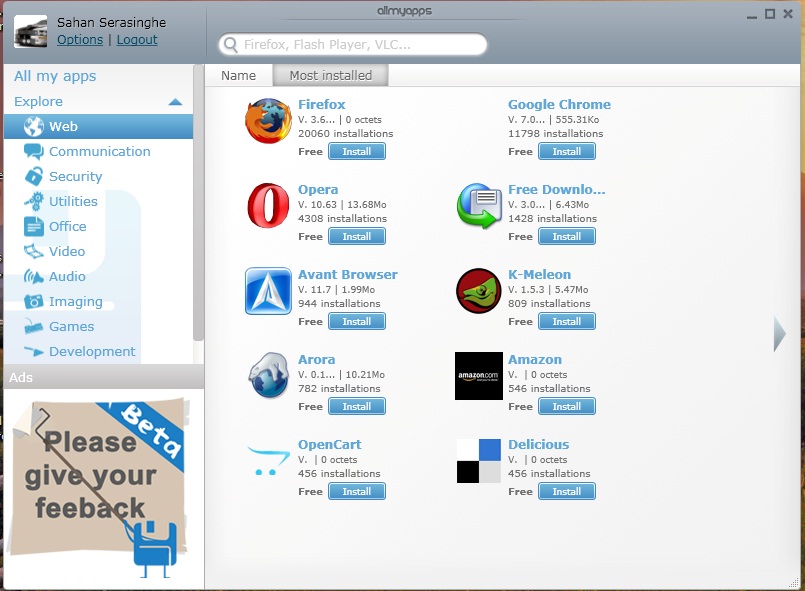 allmyapps
Sahan Serasinghe
Options | Logout
Firefox, Flash Player, VLC...
All my apps
Explore
Web
Communication
Security
Utilities
Office
Video
Audio
Imaging
Games
Development
Ads
Beta
Please
give your
feeback
Name
Most installed
Firefox
V. 3.6... | 0 octets
20060 installations
Free Install
Google Chrome
V. 7.0... | 555.31Ko
11798 installations
Free Install
Opera
V. 10.63 | 13.68Mo
4308 installations
Free Install
Free Downlo...
V. 3.0... | 6.43Mo
1428 installations
Free Install
Avant Browser
V. 11.7 | 1.99Mo
944 installations
Free Install
K-Meleon
V. 1.5.3 | 5.47Mo
809 installations
Free Install
Arora
V. 0.1... | 10.21Mo
782 installations
Free Install
amazon.com
Amazon
V. | 0 octets
546 installations
Free Install
OpenCart
V. | 0 octets
456 installations
Free Install
Delicious
V. | 0 octets
456 installations
Free Install